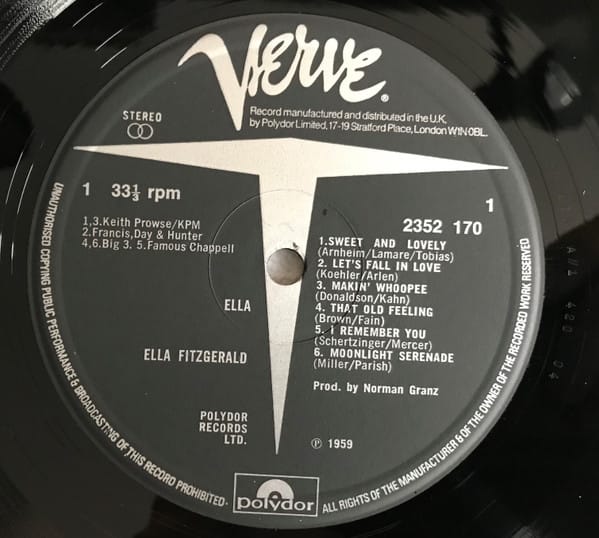 Verve®
STEREO
Record manufactured and distributed in the U.K.
by Polydor Limited, 17-19 Stratford Place, London W1N 0BL.
1 33⅓ rpm
1
2352 170
1,3.Keith Prowse/KPM
2.Francis,Day & Hunter
4,6.Big 3. 5.Famous Chappell
1.SWEET AND LOVELY
(Arnheim/Lamare/Tobias)
2. LET'S FALL IN LOVE
(Koehler/Arlen)
3. MAKIN' WHOOPEE
(Donaldson/Kahn)
4. THAT OLD FEELING
(Brown/Fain)
5. I REMEMBER YOU
(Schertzinger/Mercer)
6. MOONLIGHT SERENADE
(Miller/Parish)
Prod. by Norman Granz
ELLA
ELLA FITZGERALD
POLYDOR
RECORDS
LTD.
℗ 1959
polydor
UNAUTHORISED COPYING PUBLIC PERFORMANCE & BROADCASTING OF THIS RECORD PROHIBITED·
ALL RIGHTS OF THE MANUFACTURER & OF THE OWNER OF THE RECORDED WORK RESERVED